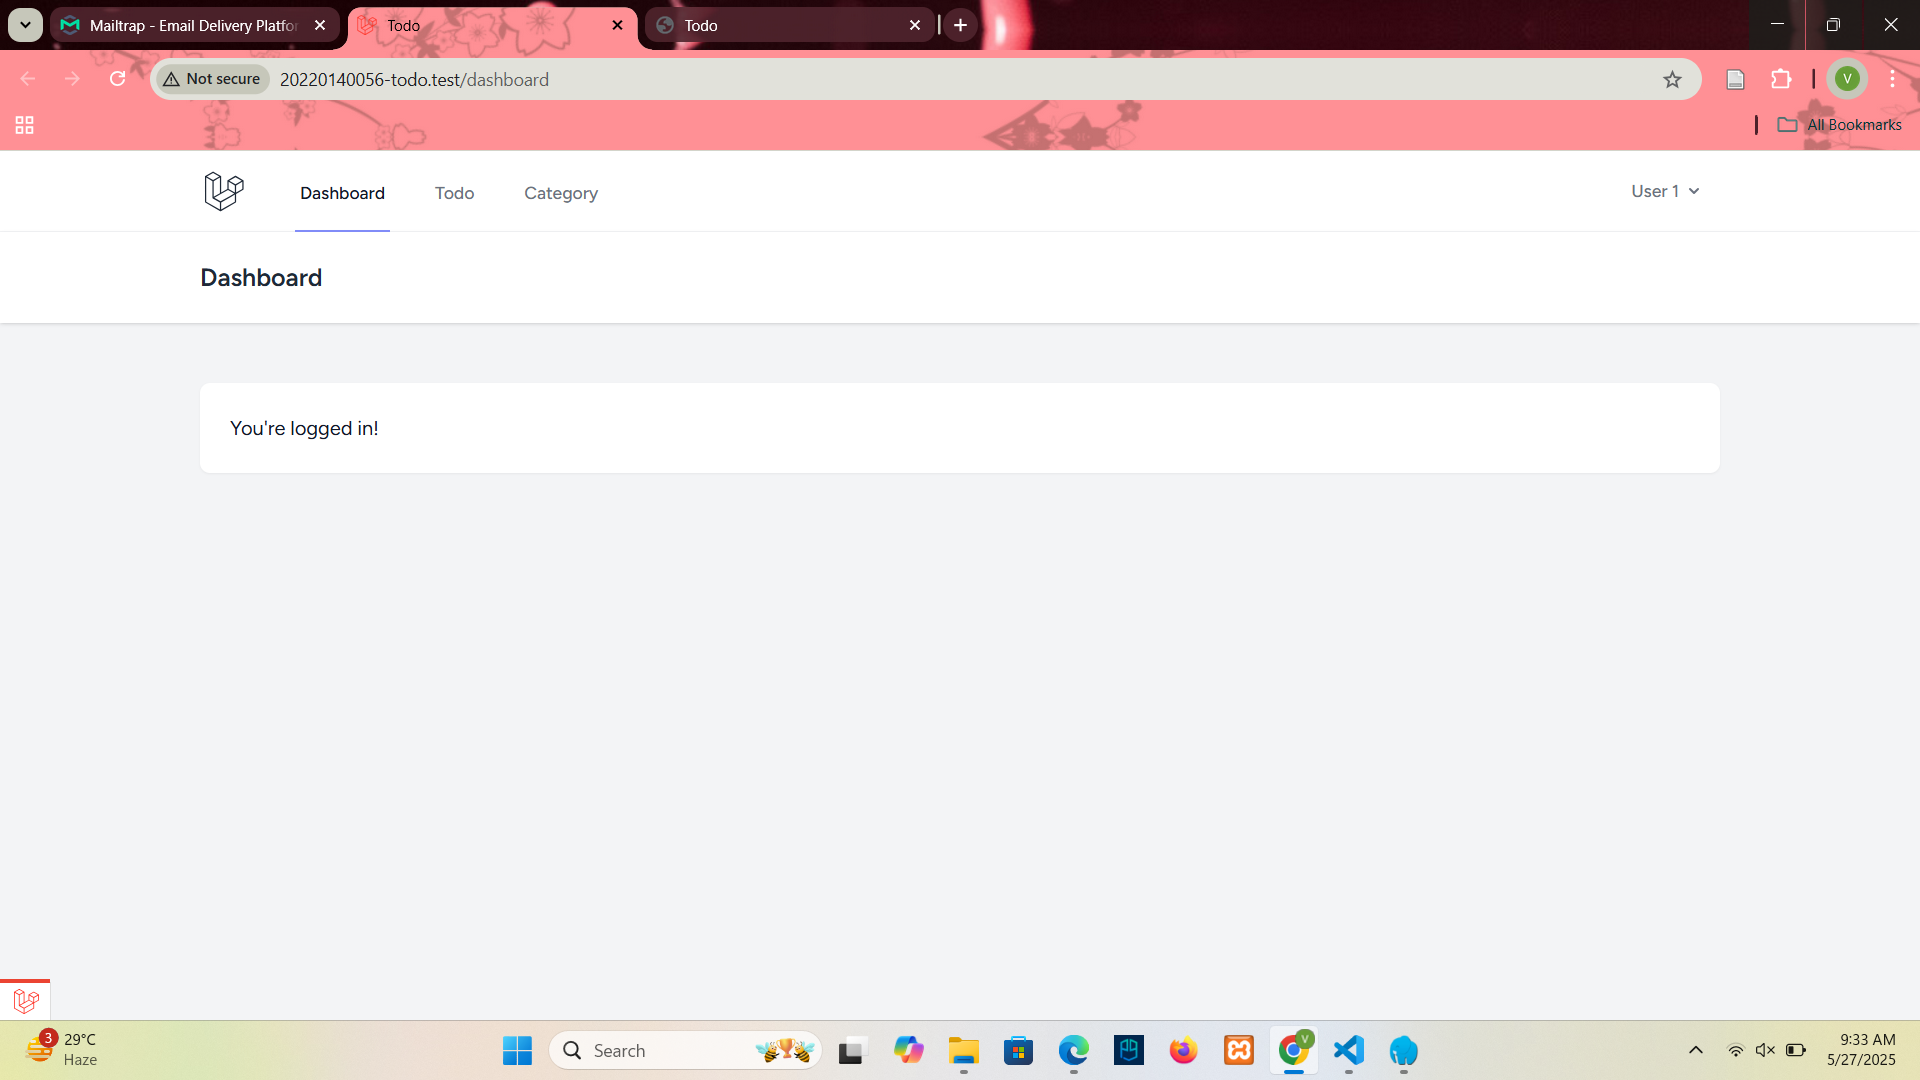 Mailtrap - Email Delivery Platfor
Todo
Todo
Not secure
20220140056-todo.test/dashboard
V
All Bookmarks
Dashboard
Todo
Category
User 1
Dashboard
You're logged in!
3
29°C
Haze
Search
V
9:33 AM
5/27/2025